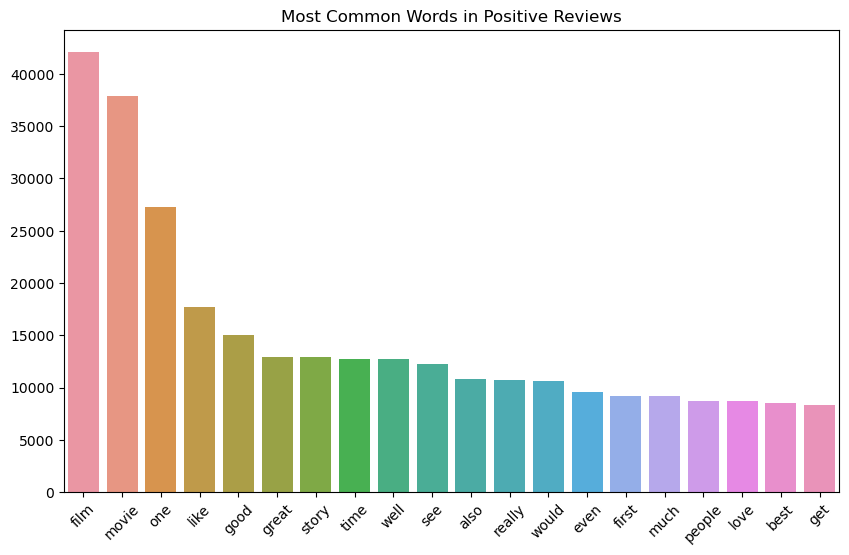 Most Common Words in Positive Reviews
40000
35000
30000
25000
20000
15000
10000
5000
0
film
movie
one
like
good
great
story
time
well
see
also
really
would
even
first
much
people
love
best
get